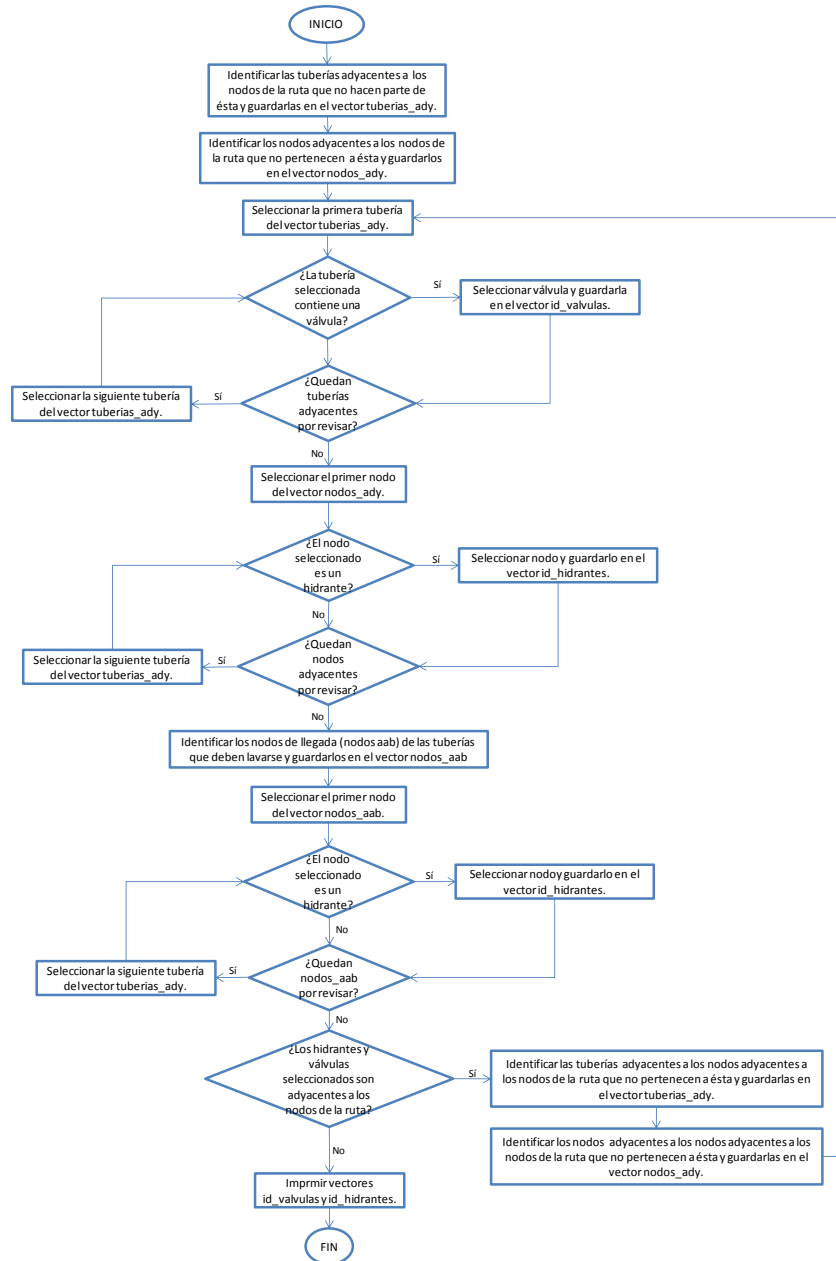 INICIO
Identificar las tuberías adyacentes a los
nodos de la ruta que no hacen parte de
ésta y guardarlas en el vector tuberias_ady.
Identificar los nodos adyacentes a los nodos de
la ruta que no pertenecen a ésta y guardarlos
en el vector nodos_ady.
Seleccionar la primera tubería
del vector tuberias_ady.
¿La tubería
seleccionada
contiene una
válvula?
Sí
Seleccionar válvula y guardarla
en el vector id_valvulas.
¿Quedan
tuberías
adyacentes
por revisar?
Sí
Seleccionar la siguiente tubería
del vector tuberias_ady.
No
Seleccionar el primer nodo
del vector nodos_ady.
¿El nodo
seleccionado
es un
hidrante?
Sí
Seleccionar nodo y guardarlo en el
vector id_hidrantes.
No
¿Quedan
nodos
adyacentes
por revisar?
Sí
Seleccionar la siguiente tubería
del vector tuberias_ady.
No
Identificar los nodos de llegada (nodos aab) de las tuberías
que deben lavarse y guardarlos en el vector nodos_aab
Seleccionar el primer nodo
del vector nodos_aab.
¿El nodo
seleccionado
es un
hidrante?
Sí
Seleccionar nodo y guardarlo en el
vector id_hidrantes.
No
¿Quedan
nodos_aab
por revisar?
Sí
Seleccionar la siguiente tubería
del vector tuberias_ady.
No
¿Los hidrantes y
válvulas
seleccionados son
adyacentes a los
nodos de la ruta?
Sí
Identificar las tuberías adyacentes a los nodos adyacentes a
los nodos de la ruta que no pertenecen a ésta y guardarlas en
el vector tuberias_ady.
Identificar los nodos adyacentes a los nodos adyacentes a los
nodos de la ruta que no pertenecen a ésta y guardarlas en el
vector nodos_ady.
No
Imprmir vectores
id_valvulas y id_hidrantes.
FIN